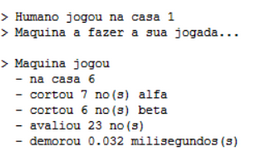 > Humano jogou na casa 1
> Maquina a fazer a sua jogada...
> Maquina jogou
- na casa 6
- cortou 7 no(s) alfa
- cortou 6 no(s) beta
- avaliou 23 no(s)
- demorou 0.032 milisegundos(s)